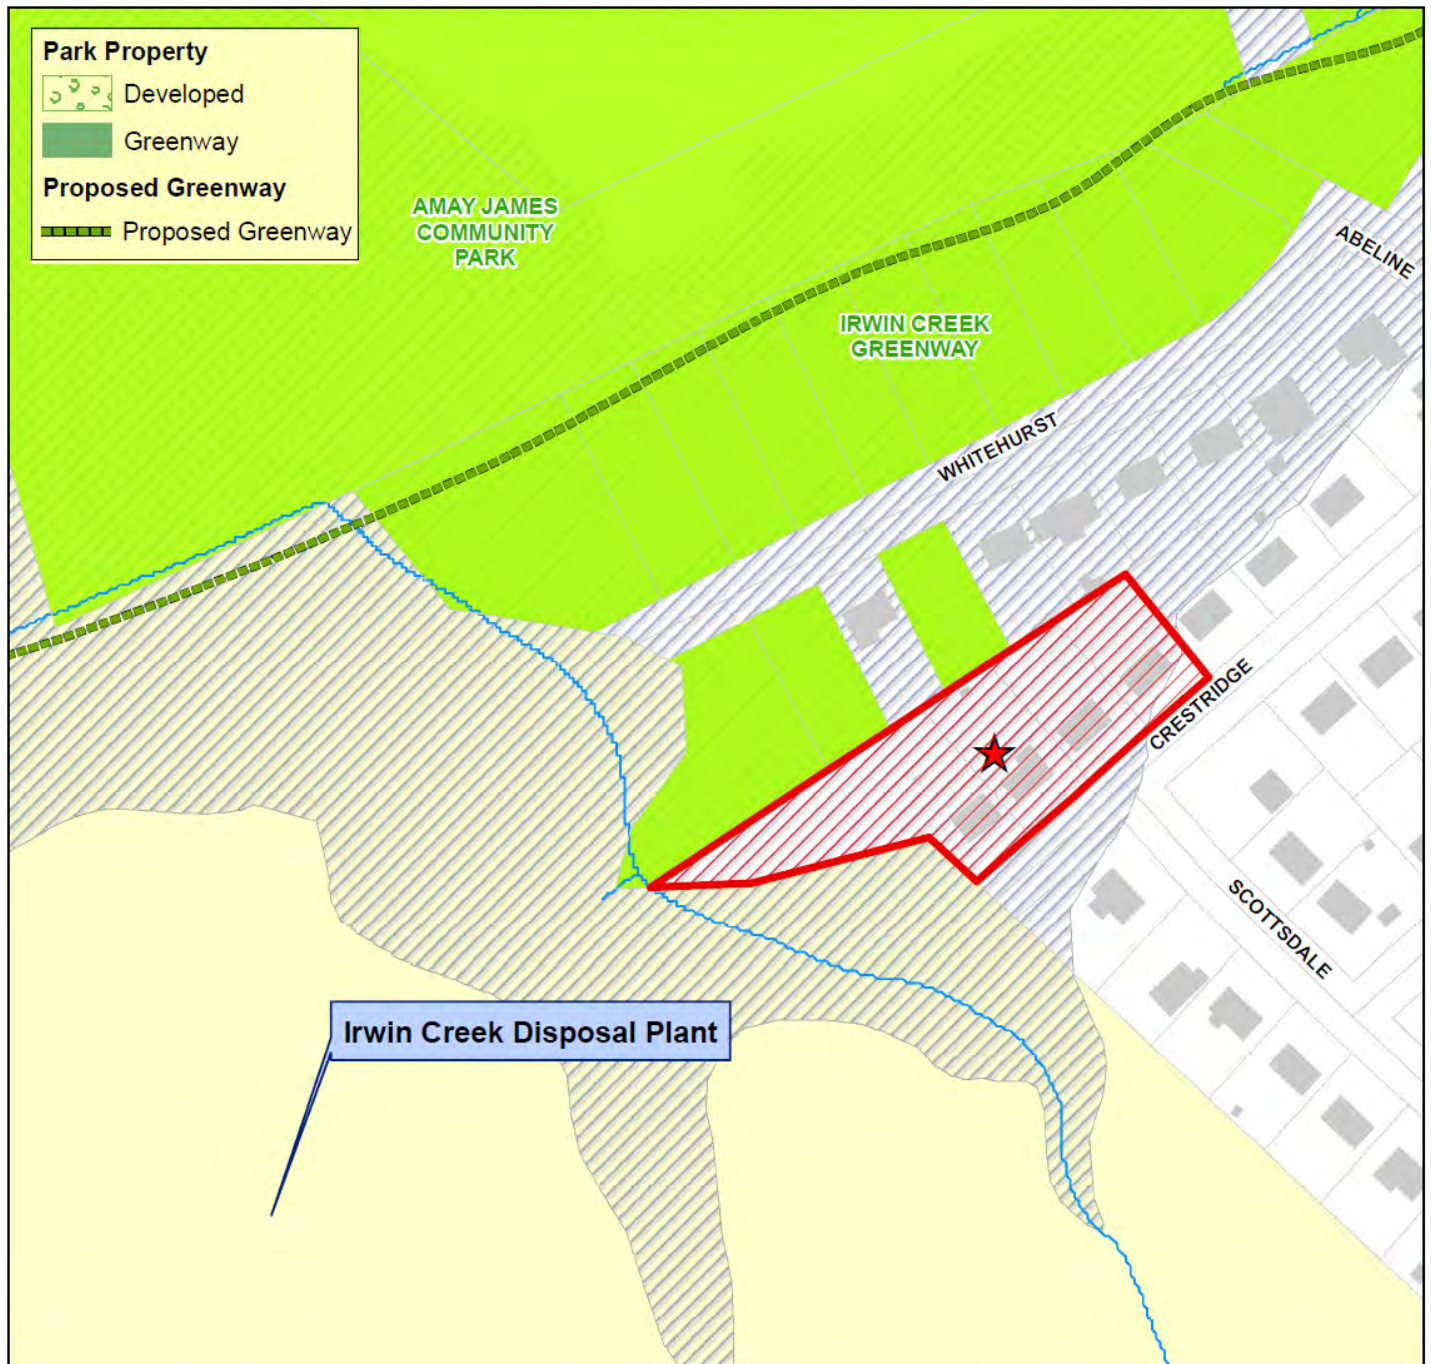 Park Property
Developed
Greenway
Proposed Greenway
Proposed Greenway
AMAY JAMES
COMMUNITY
PARK
IRWIN CREEK
GREENWAY
ABELINE
WHITEHURST
CRESTRIDGE
SCOTTSDALE
Irwin Creek Disposal Plant